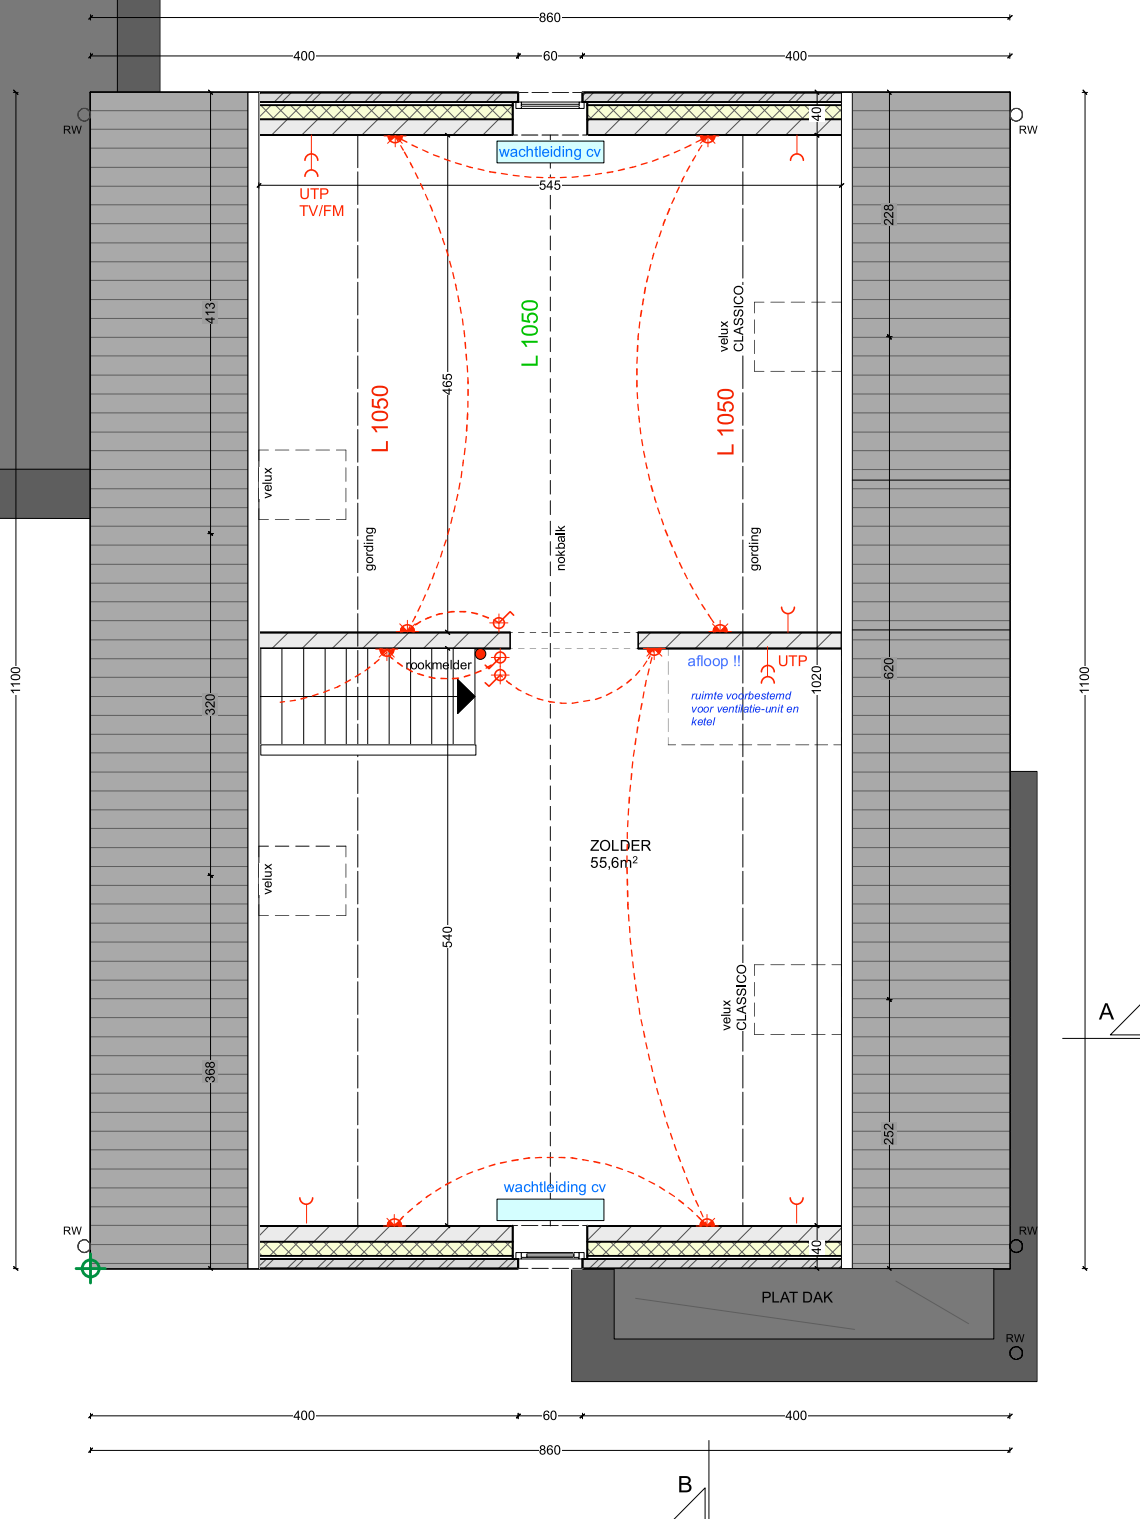 860
400
60
400
RW
RW
40
wachtleiding cv
545
UTP
TV/FM
228
413
L 1050
velux
CLASSICO
465
L 1050
L 1050
velux
gording
nokbalk
gording
rookmelder
afloop !!
UTP
ruimte voorbestemd
voor ventilatie-unit en
ketel
1100
320
1020
620
1100
ZOLDER
55,6m²
velux
540
velux
CLASSICO
A
368
252
wachtleiding cv
RW
RW
40
PLAT DAK
RW
400
60
400
860
B